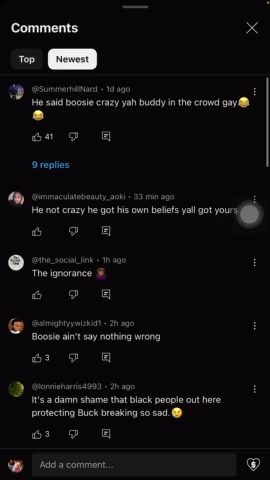 Comments
Top
Newest
@SummerhillNard • 1d ago
He said boosie crazy yah buddy in the crowd gay😂
😂
41
9 replies
@immaculatebeauty_aoki • 33 min ago
He not crazy he got his own beliefs yall got yours
@the_social_link • 1h ago
The ignorance 🤷🏾‍♀️
@almightyywizkid1 • 2h ago
Boosie ain’t say nothing wrong
3
@lonnieharris4993 • 2h ago
It's a damn shame that black people out here
protecting Buck breaking so sad.😢
3
Add a comment...